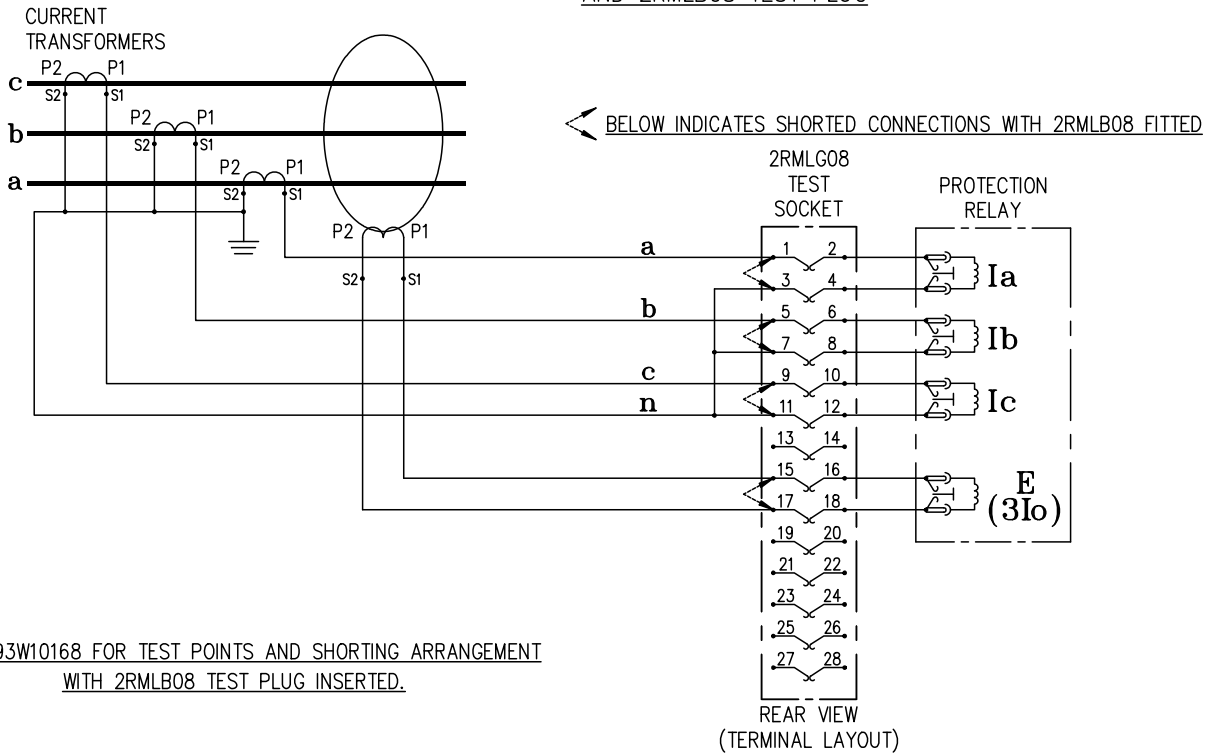 CURRENT
TRANSFORMERS
P2 P1
c
S2 S1
P2 P1
b
S2 S1
P2 P1
a
S2 S1
P2 P1
S2 S1
BELOW INDICATES SHORTED CONNECTIONS WITH 2RMLB08 FITTED
2RMLG08
TEST
SOCKET
PROTECTION
RELAY
a 1 2
3 4
Ia
b 5 6
7 8
Ib
c 9 10
n 11 12
Ic
13 14
15 16
17 18
E
(3Io)
19 20
21 22
23 24
25 26
27 28
REAR VIEW
(TERMINAL LAYOUT)
93W10168 FOR TEST POINTS AND SHORTING ARRANGEMENT
WITH 2RMLB08 TEST PLUG INSERTED.